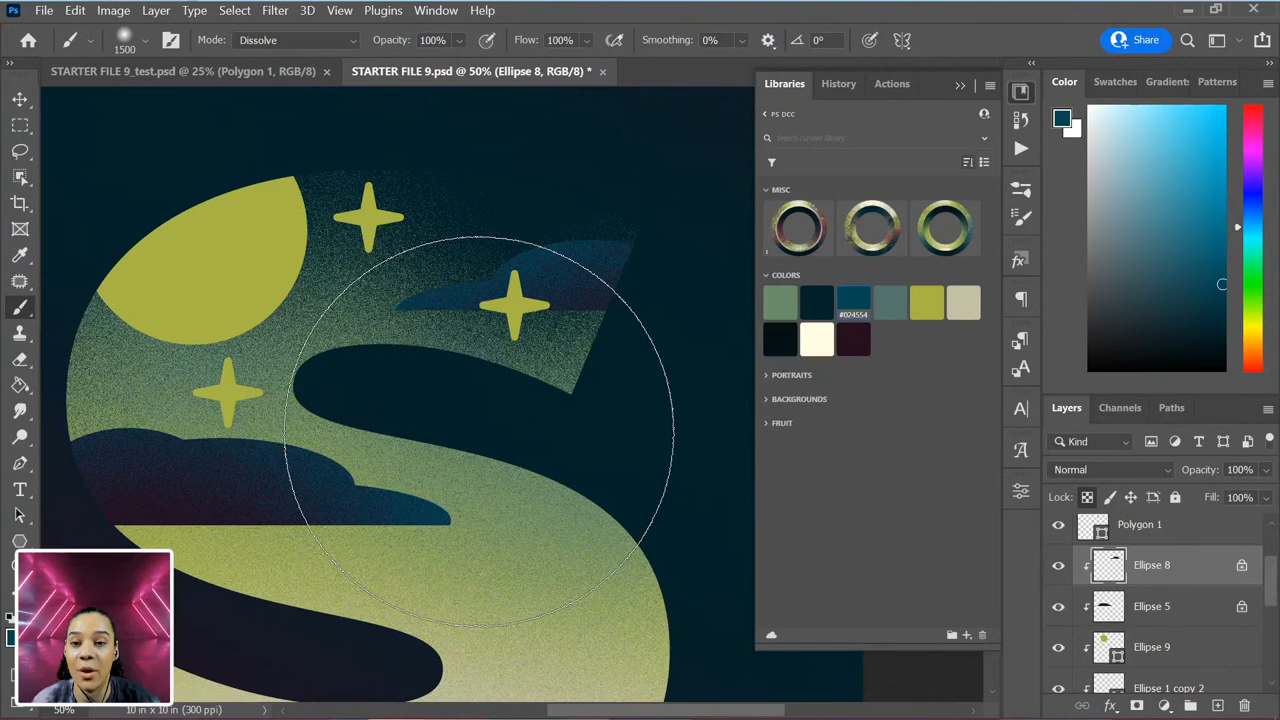 Ps File Edit Image Layer Type Select Filter 3D View Plugins Window Help
1500 Mode: Dissolve Opacity: 100% Flow: 100% Smoothing: 0% 0° Share
STARTER FILE 9_test.psd @ 25% (Polygon 1, RGB/8) × STARTER FILE 9.psd @ 50% (Ellipse 8, RGB/8) * ×
Libraries History Actions
PS DCC
Search current library
MISC
COLORS
#024554
PORTRAITS
BACKGROUNDS
FRUIT
Color Swatches Gradients Patterns
Layers Channels Paths
Kind
Normal Opacity: 100%
Lock: Fill: 100%
Polygon 1
Ellipse 8
Ellipse 5
Ellipse 9
Ellipse 1 copy 2
50% 10 in x 10 in (300 ppi)